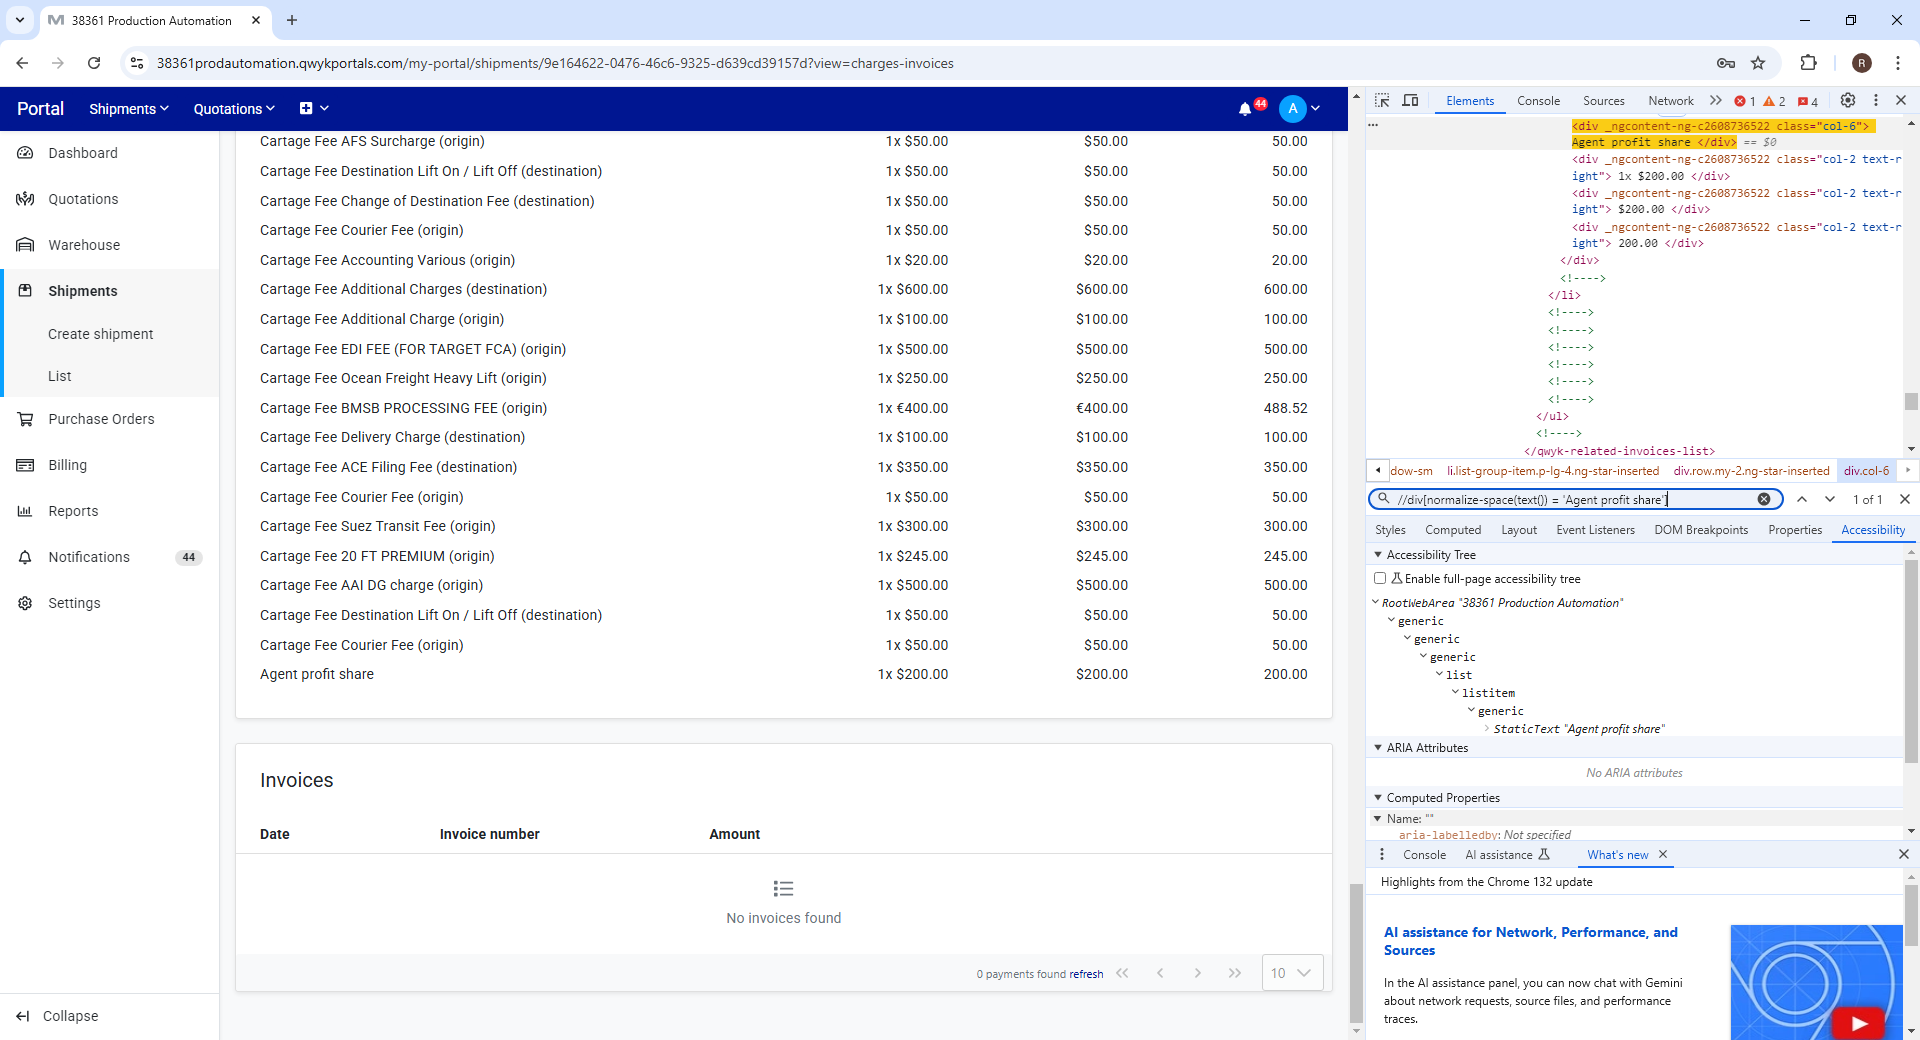 38361 Production Automation
38361prodautomation.qwykportals.com/my-portal/shipments/9e164622-0476-46c6-9325-d639cd39157d?view=charges-invoices
R
Portal
Shipments
Quotations
44
A
Dashboard
Quotations
Warehouse
Shipments
Create shipment
List
Purchase Orders
Billing
Reports
Notifications
44
Settings
Collapse
Cartage Fee AFS Surcharge (origin) 1x $50.00 $50.00 50.00
Cartage Fee Destination Lift On / Lift Off (destination) 1x $50.00 $50.00 50.00
Cartage Fee Change of Destination Fee (destination) 1x $50.00 $50.00 50.00
Cartage Fee Courier Fee (origin) 1x $50.00 $50.00 50.00
Cartage Fee Accounting Various (origin) 1x $20.00 $20.00 20.00
Cartage Fee Additional Charges (destination) 1x $600.00 $600.00 600.00
Cartage Fee Additional Charge (origin) 1x $100.00 $100.00 100.00
Cartage Fee EDI FEE (FOR TARGET FCA) (origin) 1x $500.00 $500.00 500.00
Cartage Fee Ocean Freight Heavy Lift (origin) 1x $250.00 $250.00 250.00
Cartage Fee BMSB PROCESSING FEE (origin) 1x €400.00 €400.00 488.52
Cartage Fee Delivery Charge (destination) 1x $100.00 $100.00 100.00
Cartage Fee ACE Filing Fee (destination) 1x $350.00 $350.00 350.00
Cartage Fee Courier Fee (origin) 1x $50.00 $50.00 50.00
Cartage Fee Suez Transit Fee (origin) 1x $300.00 $300.00 300.00
Cartage Fee 20 FT PREMIUM (origin) 1x $245.00 $245.00 245.00
Cartage Fee AAI DG charge (origin) 1x $500.00 $500.00 500.00
Cartage Fee Destination Lift On / Lift Off (destination) 1x $50.00 $50.00 50.00
Cartage Fee Courier Fee (origin) 1x $50.00 $50.00 50.00
Agent profit share 1x $200.00 $200.00 200.00
Invoices
Date Invoice number Amount
No invoices found
0 payments found refresh
10
Elements Console Sources Network 1 2 4
<div _ngcontent-ng-c2608736522 class="col-6">
Agent profit share </div> == $0
<div _ngcontent-ng-c2608736522 class="col-2 text-r
ight"> 1x $200.00 </div>
<div _ngcontent-ng-c2608736522 class="col-2 text-r
ight"> $200.00 </div>
<div _ngcontent-ng-c2608736522 class="col-2 text-r
ight"> 200.00 </div>
</div>
<!---->
</li>
<!---->
<!---->
<!---->
<!---->
<!---->
<!---->
</ul>
<!---->
</qwyk-related-invoices-list>
dow-sm li.list-group-item.p-lg-4.ng-star-inserted div.row.my-2.ng-star-inserted div.col-6
//div[normalize-space(text()) = 'Agent profit share']
1 of 1
Styles Computed Layout Event Listeners DOM Breakpoints Properties Accessibility
Accessibility Tree
Enable full-page accessibility tree
RootWebArea "38361 Production Automation"
generic
generic
generic
list
listitem
generic
StaticText "Agent profit share"
ARIA Attributes
No ARIA attributes
Computed Properties
Name: ""
aria-labelledby: Not specified
Console AI assistance What's new
Highlights from the Chrome 132 update
AI assistance for Network, Performance, and
Sources
In the AI assistance panel, you can now chat with Gemini
about network requests, source files, and performance
traces.